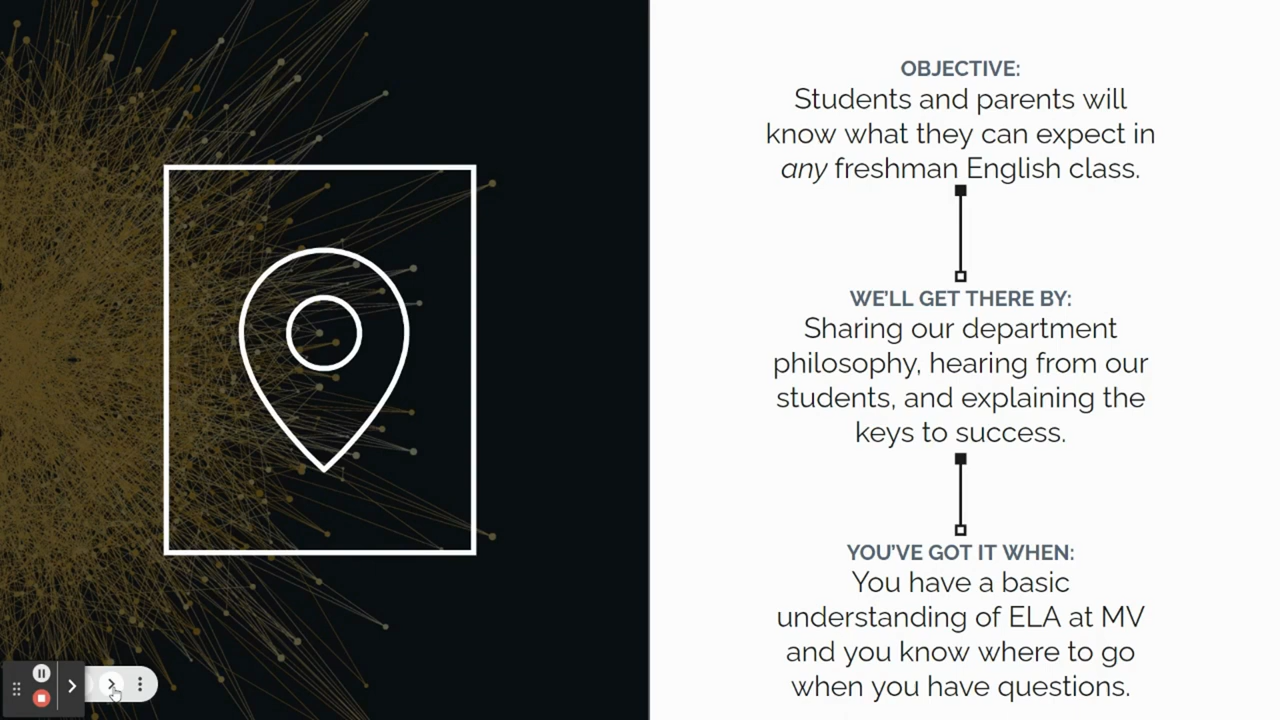 OBJECTIVE:
Students and parents will
know what they can expect in
any freshman English class.
WE'LL GET THERE BY:
Sharing our department
philosophy, hearing from our
students, and explaining the
keys to success.
YOU'VE GOT IT WHEN:
You have a basic
understanding of ELA at MV
and you know where to go
when you have questions.